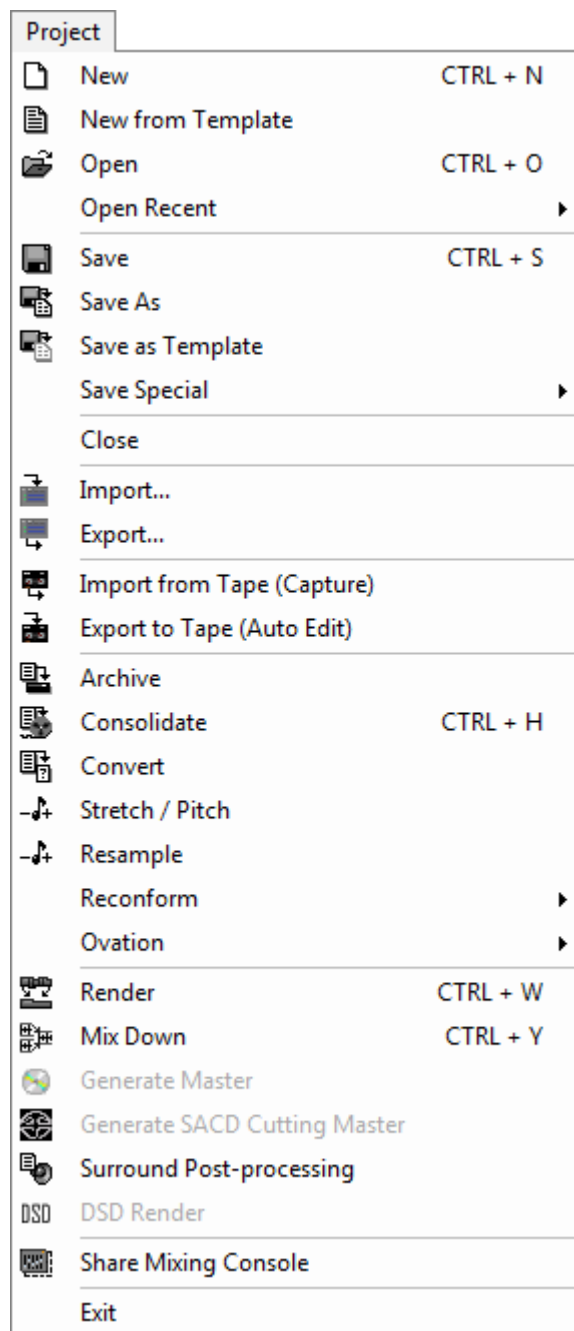 Project
New CTRL + N
New from Template
Open CTRL + O
Open Recent
Save CTRL + S
Save As
Save as Template
Save Special
Close
Import...
Export...
Import from Tape (Capture)
Export to Tape (Auto Edit)
Archive
Consolidate CTRL + H
Convert
Stretch / Pitch
Resample
Reconform
Ovation
Render CTRL + W
Mix Down CTRL + Y
Generate Master
Generate SACD Cutting Master
Surround Post-processing
DSD DSD Render
Share Mixing Console
Exit